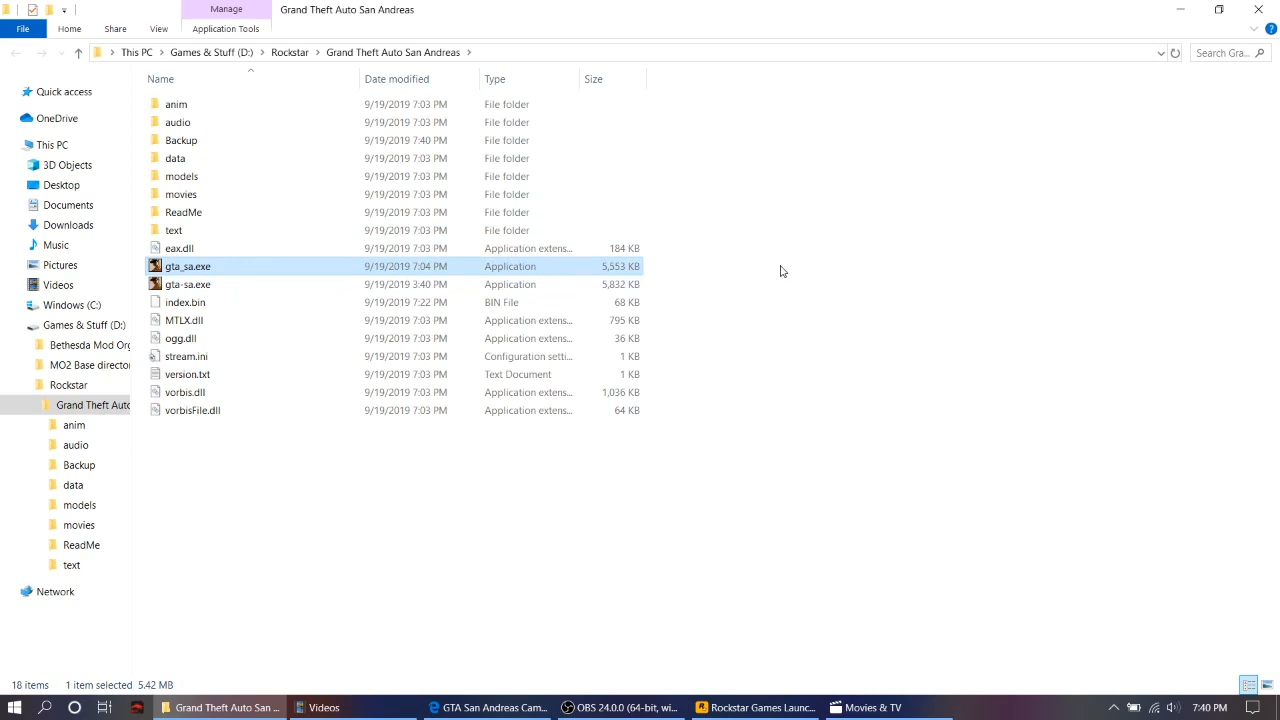 Manage
Grand Theft Auto San Andreas
File
Home
Share
View
Application Tools
This PC
Games & Stuff (D:)
Rockstar
Grand Theft Auto San Andreas
Search Gra...
Name
Date modified
Type
Size
Quick access
OneDrive
This PC
3D Objects
Desktop
Documents
Downloads
Music
Pictures
Videos
Windows (C:)
Games & Stuff (D:)
Bethesda Mod Org
MO2 Base directo
Rockstar
Grand Theft Auto
anim
audio
Backup
data
models
movies
ReadMe
text
Network
anim 9/19/2019 7:03 PM File folder
audio 9/19/2019 7:03 PM File folder
Backup 9/19/2019 7:40 PM File folder
data 9/19/2019 7:03 PM File folder
models 9/19/2019 7:03 PM File folder
movies 9/19/2019 7:03 PM File folder
ReadMe 9/19/2019 7:03 PM File folder
text 9/19/2019 7:03 PM File folder
eax.dll 9/19/2019 7:03 PM Application extens... 184 KB
gta_sa.exe 9/19/2019 7:04 PM Application 5,553 KB
gta-sa.exe 9/19/2019 3:40 PM Application 5,832 KB
index.bin 9/19/2019 7:22 PM BIN File 68 KB
MTLX.dll 9/19/2019 7:03 PM Application extens... 795 KB
ogg.dll 9/19/2019 7:03 PM Application extens... 36 KB
stream.ini 9/19/2019 7:03 PM Configuration setti... 1 KB
version.txt 9/19/2019 7:03 PM Text Document 1 KB
vorbis.dll 9/19/2019 7:03 PM Application extens... 1,036 KB
vorbisFile.dll 9/19/2019 7:03 PM Application extens... 64 KB
18 items
1 item selected 5.42 MB
Grand Theft Auto San ...
Videos
GTA San Andreas Cam...
OBS 24.0.0 (64-bit, wi...
Rockstar Games Launc...
Movies & TV
7:40 PM